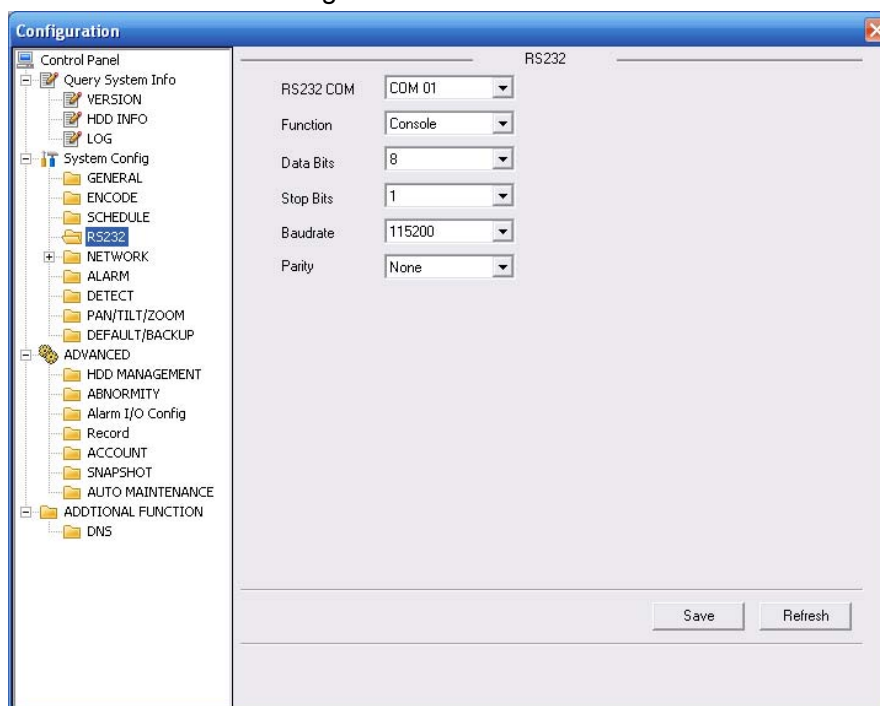 Configuration
Control Panel
Query System Info
VERSION
HDD INFO
LOG
System Config
GENERAL
ENCODE
SCHEDULE
RS232
NETWORK
ALARM
DETECT
PAN/TILT/ZOOM
DEFAULT/BACKUP
ADVANCED
HDD MANAGEMENT
ABNORMITY
Alarm I/O Config
Record
ACCOUNT
SNAPSHOT
AUTO MAINTENANCE
ADDTIONAL FUNCTION
DNS
RS232
RS232 COM COM 01
Function Console
Data Bits 8
Stop Bits 1
Baudrate 115200
Parity None
Save Refresh